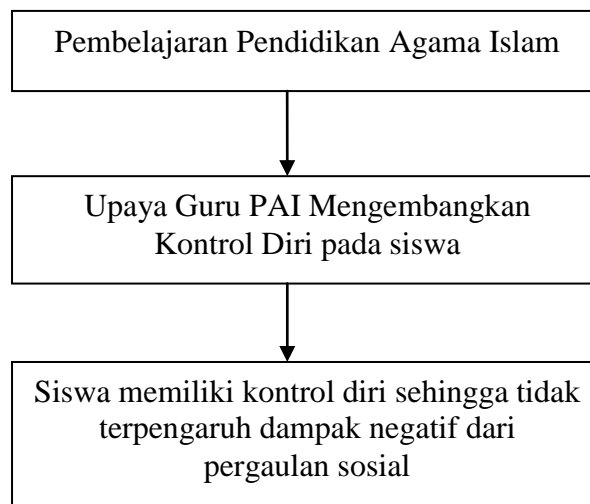 Pembelajaran Pendidikan Agama Islam
Upaya Guru PAI Mengembangkan
Kontrol Diri pada siswa
Siswa memiliki kontrol diri sehingga tidak
terpengaruh dampak negatif dari
pergaulan sosial